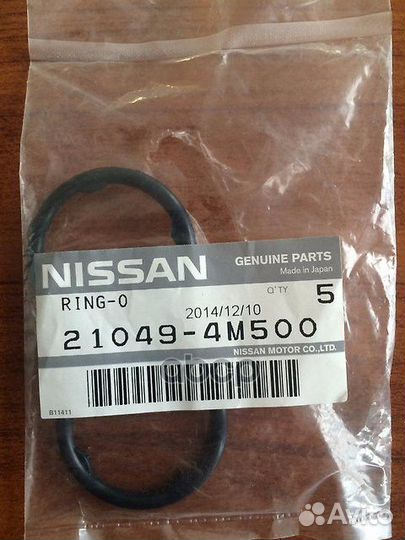 NISSAN
GENUINE PARTS
Made in Japan
RING-O
2014/12/10
Q'TY 5
21049-4M500
NISSAN MOTOR CO.,LTD.
B11411
Avito